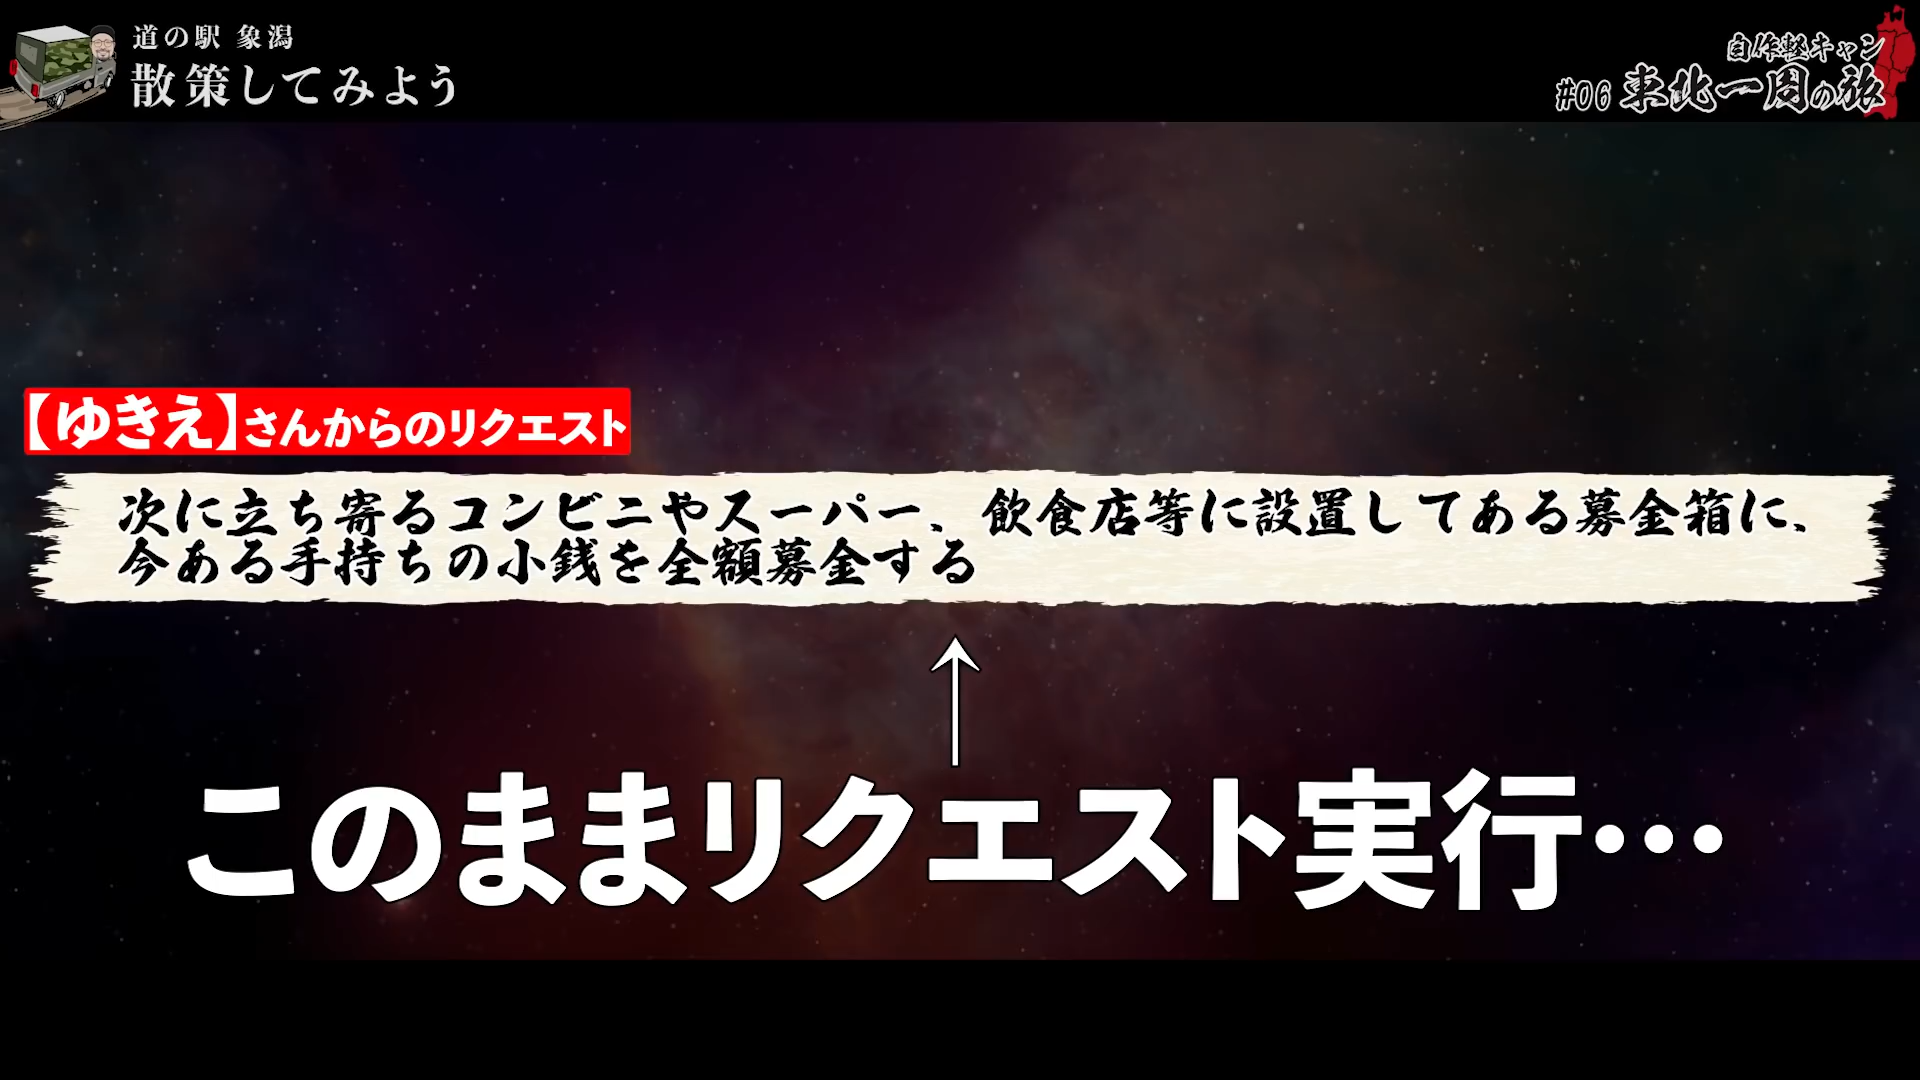 道の駅 象潟
散策してみよう
自作軽キャン
#06 東北一周の旅
【ゆきえ】さんからのリクエスト
次に立ち寄るコンビニやスーパー、飲食店等に設置してある募金箱に、
今ある手持ちの小銭を全額募金する
↑
このままリクエスト実行…